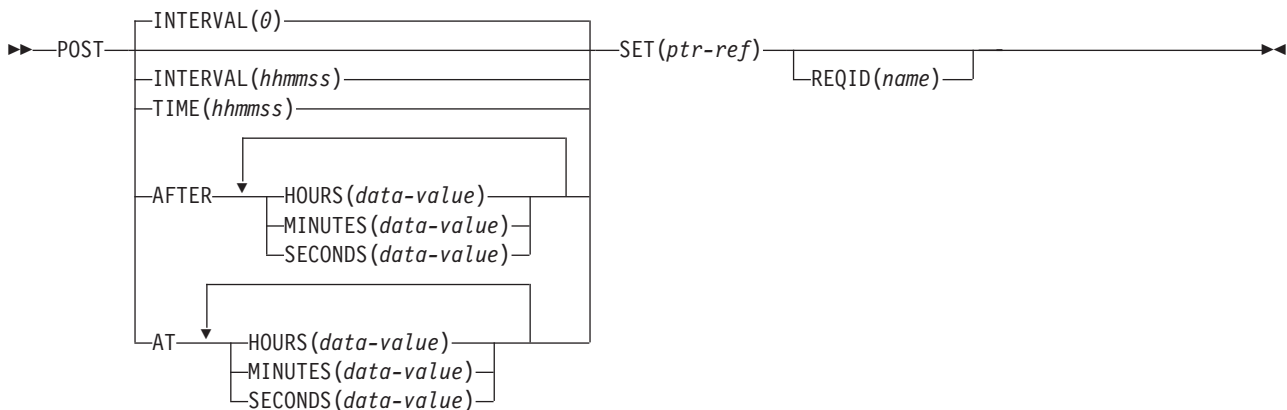 INTERVAL(0)
POST SET(ptr-ref)
INTERVAL(hhmmss) REQID(name)
TIME(hhmmss)
AFTER HOURS(data-value)
MINUTES(data-value)
SECONDS(data-value)
AT HOURS(data-value)
MINUTES(data-value)
SECONDS(data-value)